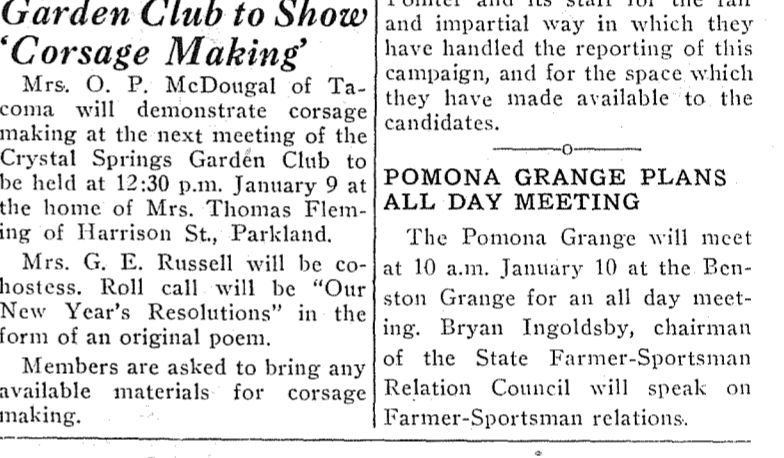 Garden Club to Show
'Corsage Making'
Mrs. O. P. McDougal of Ta-
coma will demonstrate corsage
making at the next meeting of the
Crystal Springs Garden Club to
be held at 12:30 p.m. January 9 at
the home of Mrs. Thomas Flem-
ing of Harrison St., Parkland.
Mrs. G. E. Russell will be co-
hostess. Roll call will be "Our
New Year's Resolutions" in the
form of an original poem.
Members are asked to bring any
available materials for corsage
making.
and its staff for the fair
and impartial way in which they
have handled the reporting of this
campaign, and for the space which
they have made available to the
candidates.
POMONA GRANGE PLANS
ALL DAY MEETING
The Pomona Grange will meet
at 10 a.m. January 10 at the Ben-
ston Grange for an all day meet-
ing. Bryan Ingoldsby, chairman
of the State Farmer-Sportsman
Relation Council will speak on
Farmer-Sportsman relations.